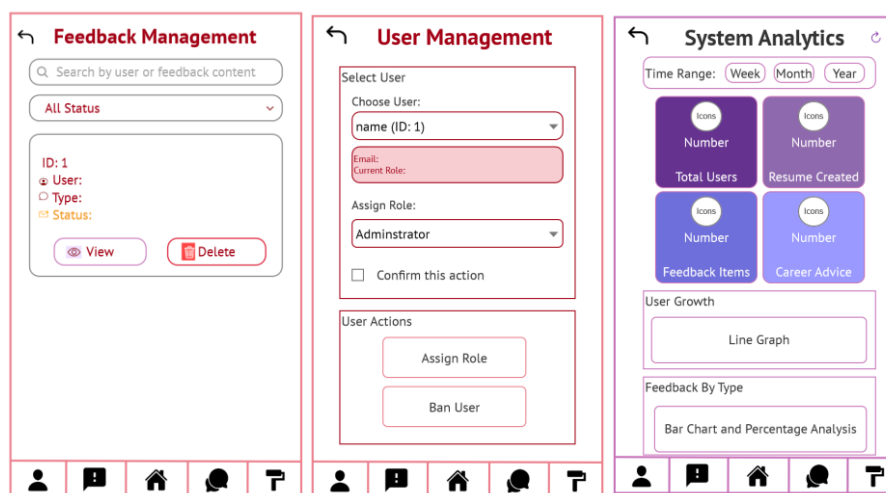 Feedback Management
Search by user or feedback content
All Status
ID: 1
User:
Type:
Status:
View
Delete
User Management
Select User
Choose User:
name (ID: 1)
Email:
Current Role:
Assign Role:
Adminstrator
Confirm this action
User Actions
Assign Role
Ban User
System Analytics
Time Range: Week Month Year
Icons
Number
Total Users
Icons
Number
Resume Created
Icons
Number
Feedback Items
Icons
Number
Career Advice
User Growth
Line Graph
Feedback By Type
Bar Chart and Percentage Analysis